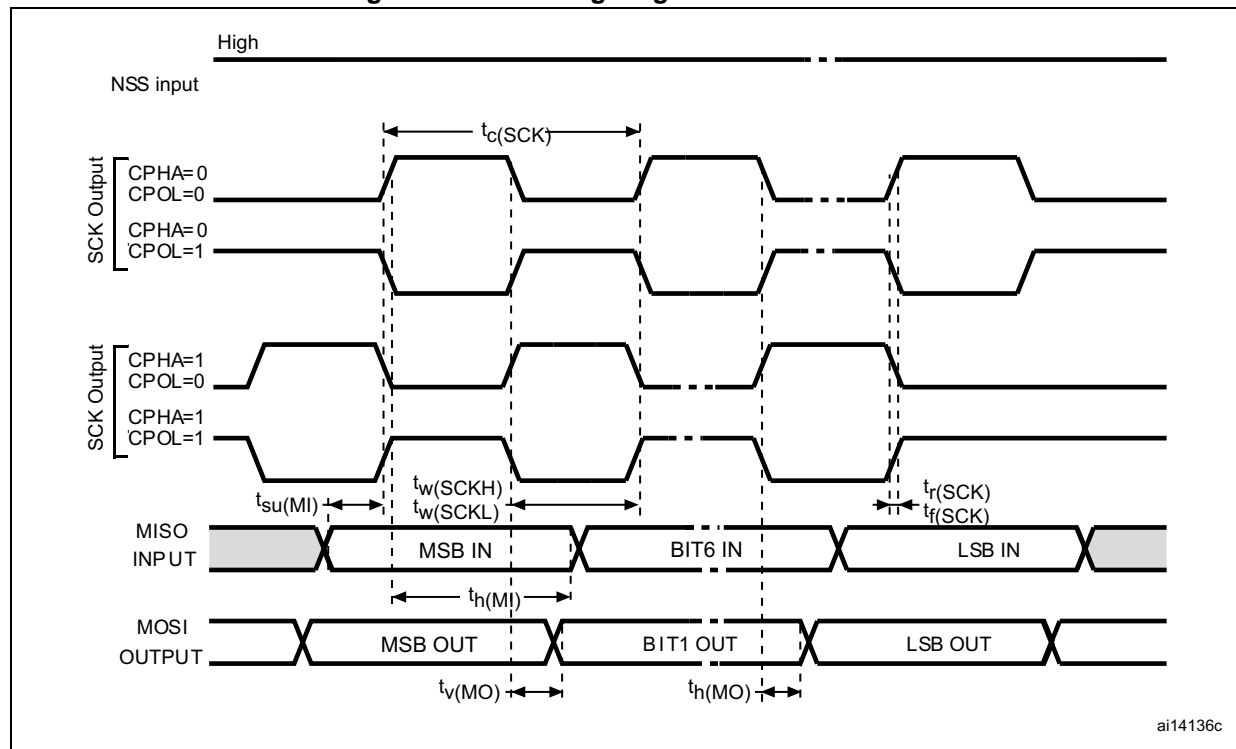 High
NSS input
tc(SCK)
SCK Output
CPHA=0
CPOL=0
CPHA=0
CPOL=1
SCK Output
CPHA=1
CPOL=0
CPHA=1
CPOL=1
tsu(MI)
tw(SCKH)
tw(SCKL)
tr(SCK)
tf(SCK)
MISO
INPUT
MSB IN
BIT6 IN
LSB IN
th(MI)
MOSI
OUTPUT
MSB OUT
BIT1 OUT
LSB OUT
tv(MO)
th(MO)
ai14136c